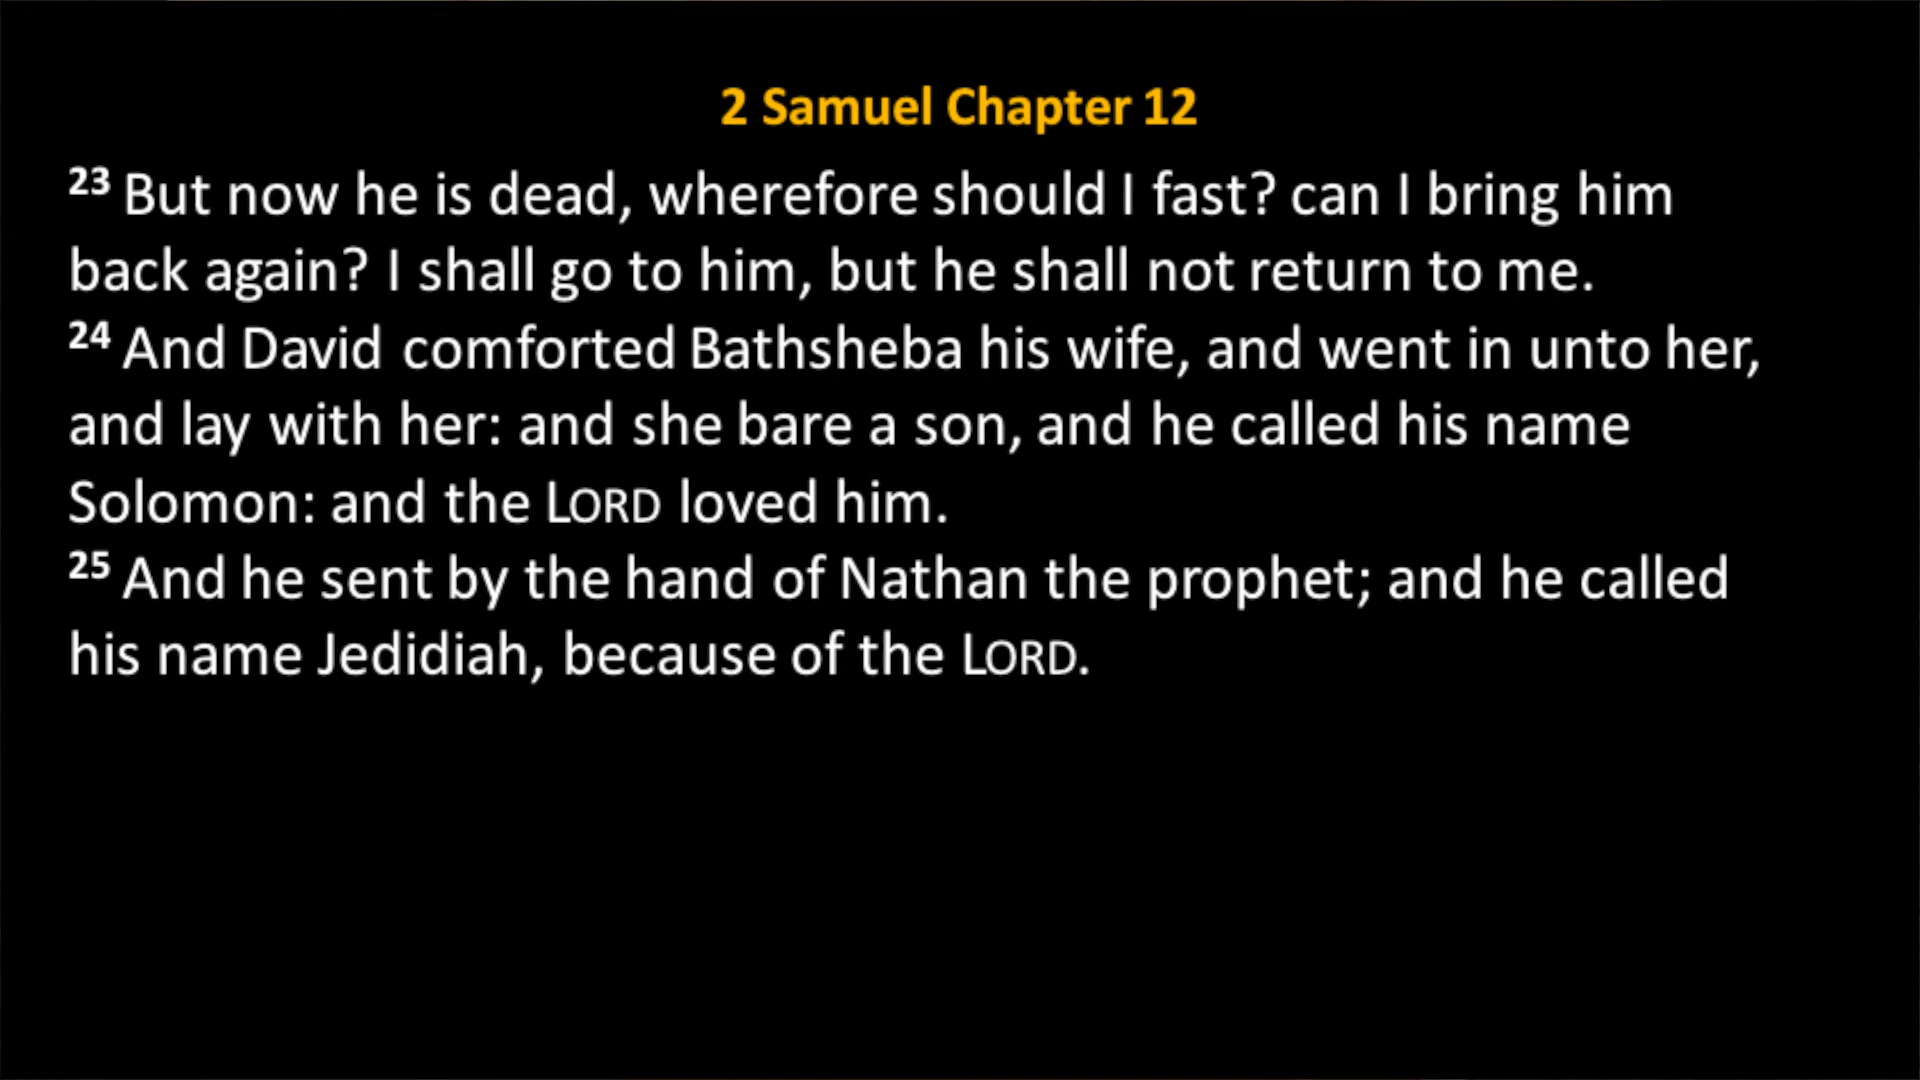 2 Samuel Chapter 12
23 But now he is dead, wherefore should I fast? can I bring him
back again? I shall go to him, but he shall not return to me.
24 And David comforted Bathsheba his wife, and went in unto her,
and lay with her: and she bare a son, and he called his name
Solomon: and the LORD loved him.
25 And he sent by the hand of Nathan the prophet; and he called
his name Jedidiah, because of the LORD.